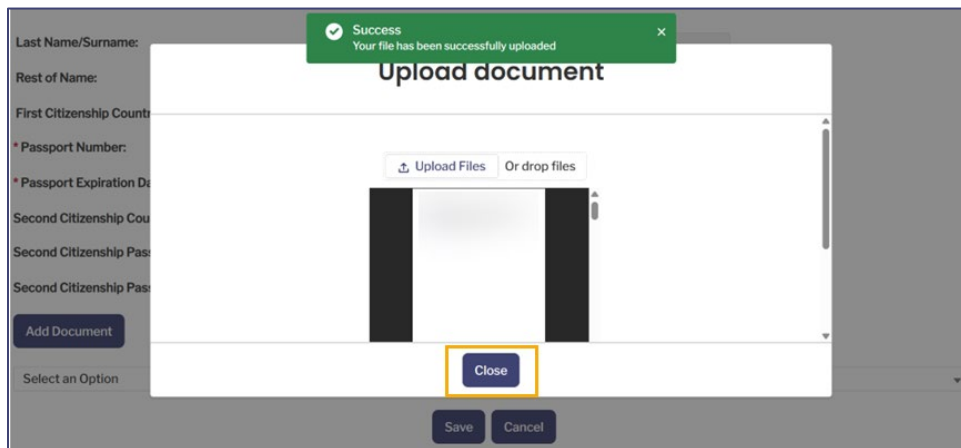 Success
Your file has been successfully uploaded
Upload document
Last Name/Surname:
Rest of Name:
First Citizenship Countr
* Passport Number:
* Passport Expiration Da
Second Citizenship Cou
Second Citizenship Pass
Second Citizenship Pass
Upload Files Or drop files
Add Document
Close
Select an Option
Save Cancel